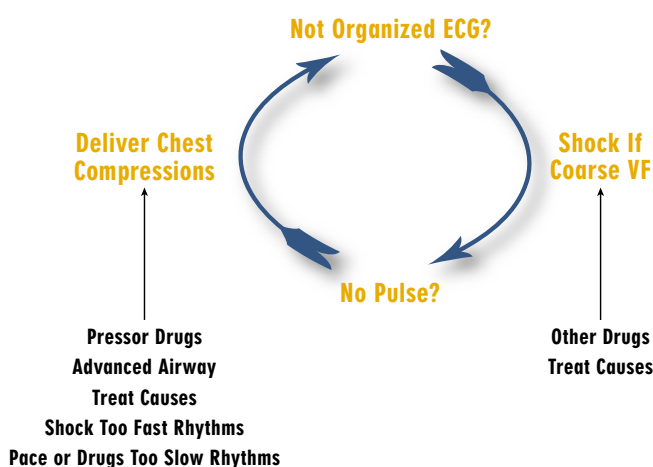 Not Organized ECG?
Deliver Chest
Compressions
Shock If
Coarse VF
No Pulse?
Pressor Drugs
Advanced Airway
Treat Causes
Shock Too Fast Rhythms
Pace or Drugs Too Slow Rhythms
Other Drugs
Treat Causes